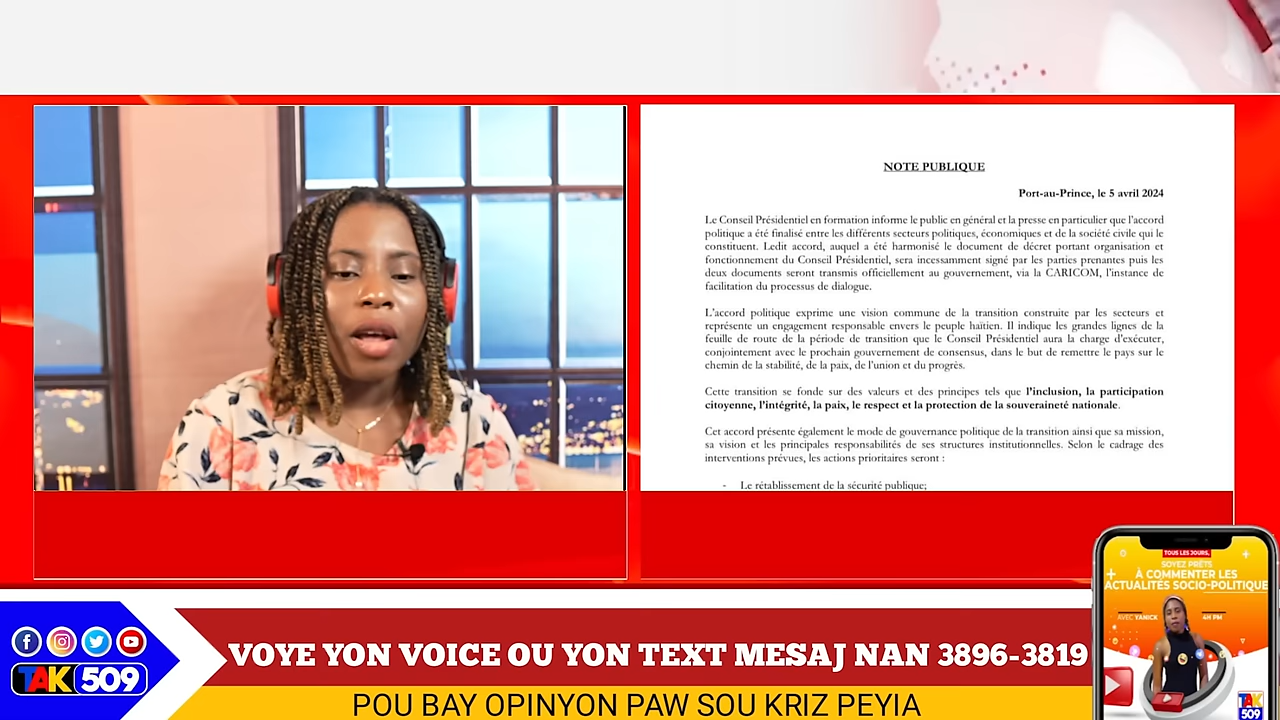 NOTE PUBLIQUE
Port-au-Prince, le 5 avril 2024
Le Conseil Présidentiel en formation informe le public en général et la presse en particulier que l'accord
politique a été finalisé entre les différents secteurs politiques, économiques et de la société civile qui le
constituent. Ledit accord, auquel a été harmonisé le document de décret portant organisation et
fonctionnement du Conseil Présidentiel, sera incessamment signé par les parties prenantes puis les
deux documents seront transmis officiellement au gouvernement, via la CARICOM, l'instance de
facilitation du processus de dialogue.
L'accord politique exprime une vision commune de la transition construite par les secteurs et
représente un engagement responsable envers le peuple haïtien. Il indique les grandes lignes de la
feuille de route de la période de transition que le Conseil Présidentiel aura la charge d'exécuter,
conjointement avec le prochain gouvernement de consensus, dans le but de remettre le pays sur le
chemin de la stabilité, de la paix, de l'union et du progrès.
Cette transition se fonde sur des valeurs et des principes tels que l'inclusion, la participation
citoyenne, l'intégrité, la paix, le respect et la protection de la souveraineté nationale.
Cet accord présente également le mode de gouvernance politique de la transition ainsi que sa mission,
sa vision et les principales responsabilités de ses structures institutionnelles. Selon le cadrage des
interventions prévues, les actions prioritaires seront :
- Le rétablissement de la sécurité publique;
TOUS LES JOURS,
SOYEZ PRÊTS
À COMMENTER LES
ACTUALITÉS SOCIO-POLITIQUE
AVEC YANICK
4H PM
TAK 509
TAK 509
VOYE YON VOICE OU YON TEXT MESAJ NAN 3896-3819
POU BAY OPINYON PAW SOU KRIZ PEYIA